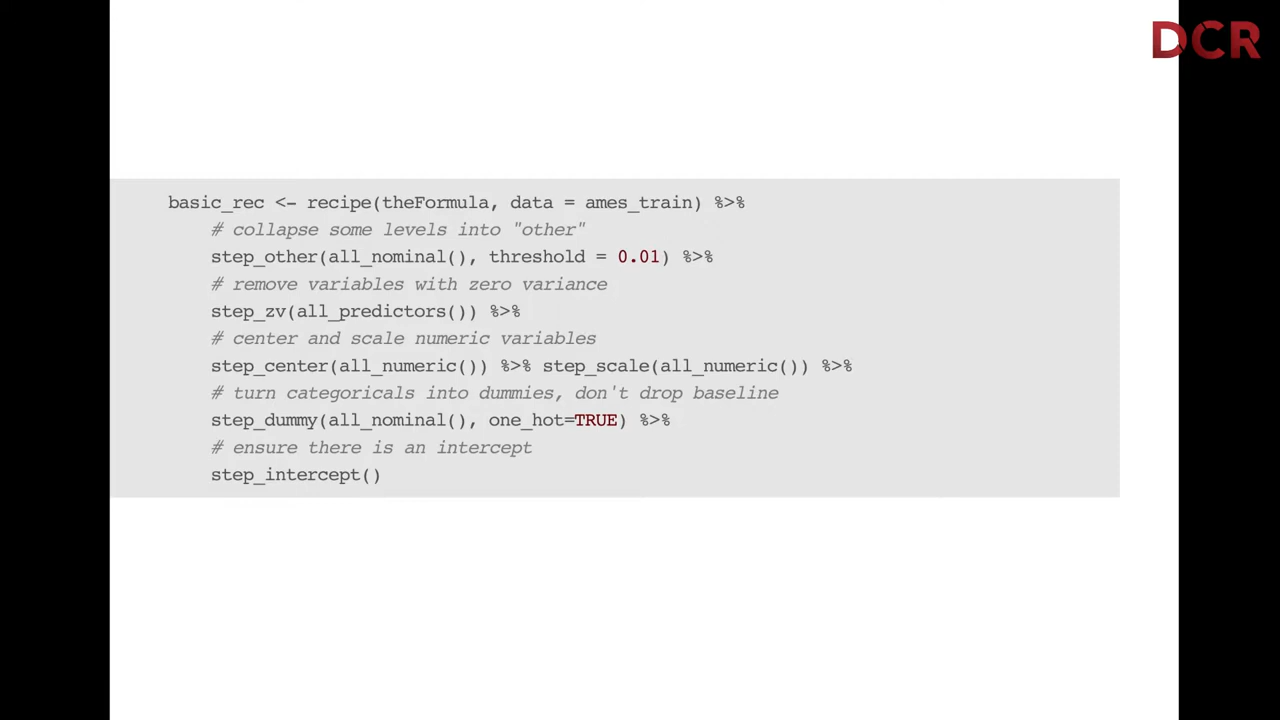 DCR
basic_rec <- recipe(theFormula, data = ames_train) %>%
# collapse some levels into "other"
step_other(all_nominal(), threshold = 0.01) %>%
# remove variables with zero variance
step_zv(all_predictors()) %>%
# center and scale numeric variables
step_center(all_numeric()) %>% step_scale(all_numeric()) %>%
# turn categoricals into dummies, don't drop baseline
step_dummy(all_nominal(), one_hot=TRUE) %>%
# ensure there is an intercept
step_intercept()